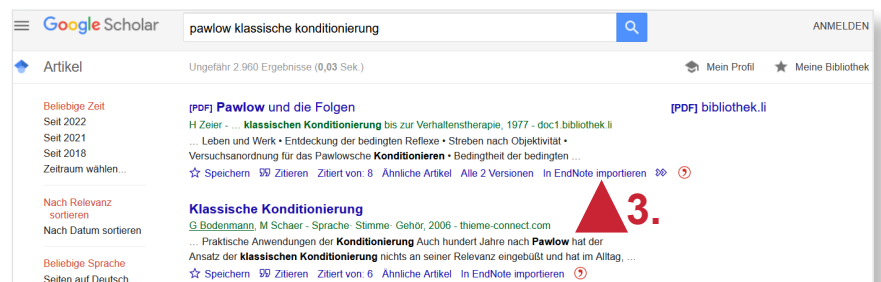 Google Scholar
pawlow klassische konditionierung
ANMELDEN
Artikel
Ungefähr 2.960 Ergebnisse (0,03 Sek.)
Mein Profil
Meine Bibliothek
Beliebige Zeit
Seit 2022
Seit 2021
Seit 2018
Zeitraum wählen...
Nach Relevanz
sortieren
Nach Datum sortieren
Beliebige Sprache
Seiten auf Deutsch
[PDF] Pawlow und die Folgen
H Zeier - ... klassischen Konditionierung bis zur Verhaltenstherapie, 1977 - doc1.bibliothek.li
... Leben und Werk • Entdeckung der bedingten Reflexe • Streben nach Objektivität •
Versuchsanordnung für das Pawlowsche Konditionieren • Bedingtheit der bedingten ...
Speichern Zitieren Zitiert von: 8 Ähnliche Artikel Alle 2 Versionen In EndNote importieren
[PDF] bibliothek.li
3.
Klassische Konditionierung
G Bodenmann, M Schaer - Sprache· Stimme· Gehör, 2006 - thieme-connect.com
... Praktische Anwendungen der Konditionierung Auch hundert Jahre nach Pawlow hat der
Ansatz der klassischen Konditionierung nichts an seiner Relevanz eingebüßt und hat im Alltag, ...
Speichern Zitieren Zitiert von: 6 Ähnliche Artikel In EndNote importieren